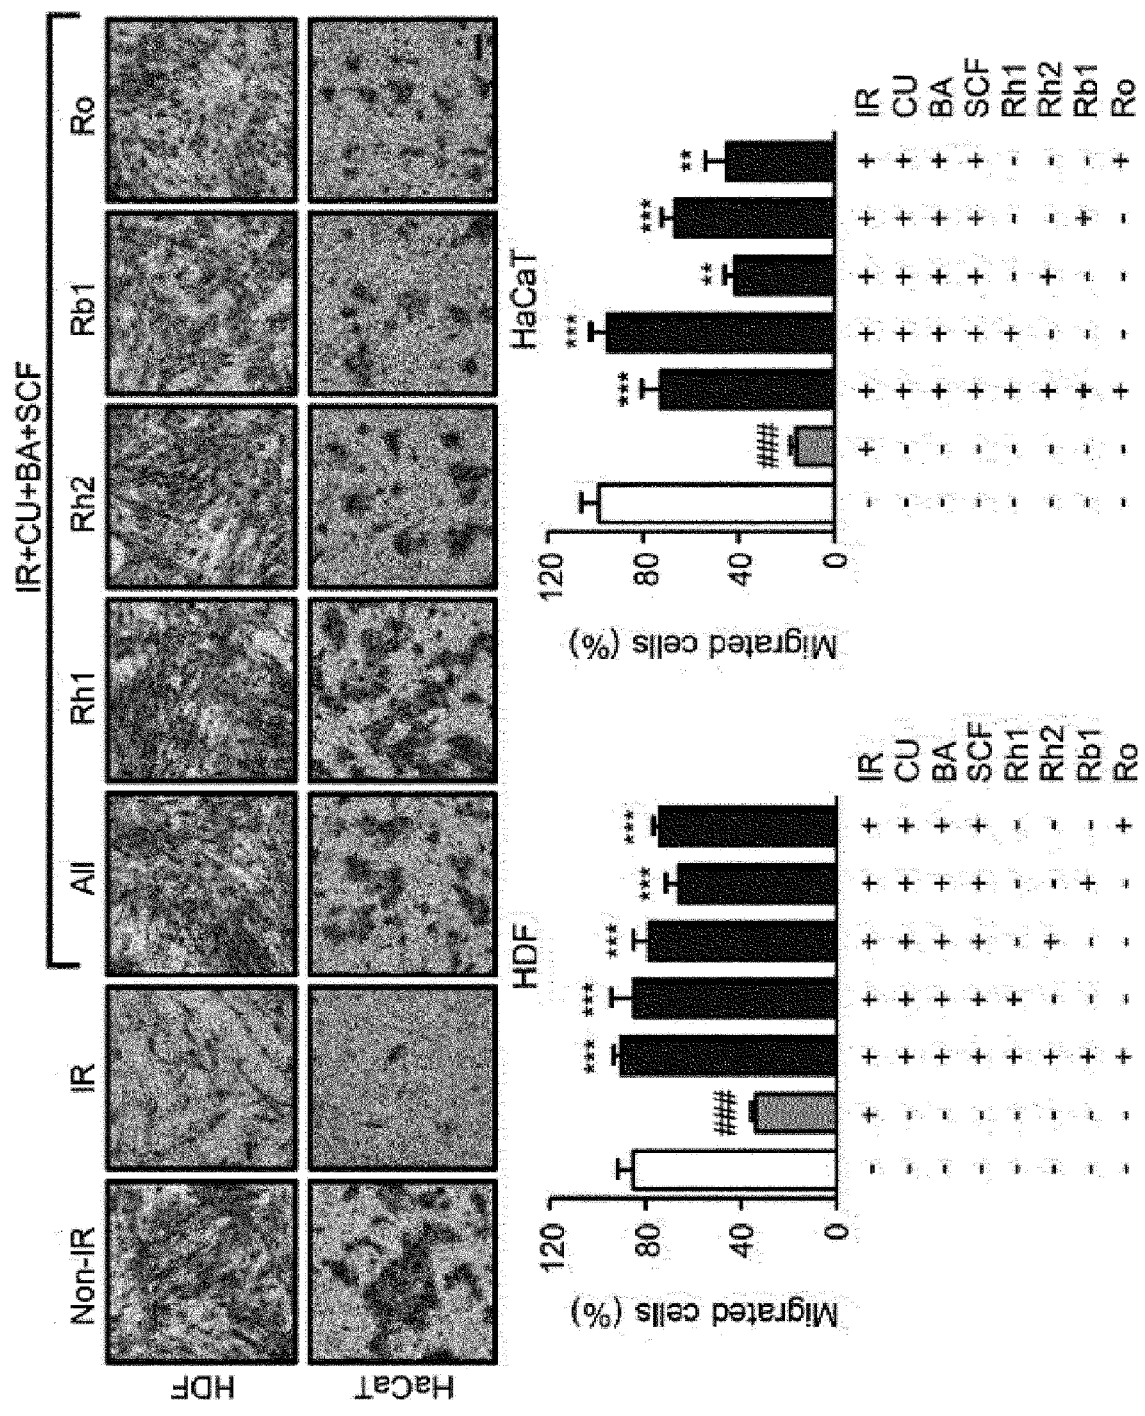 IR+CU+BA+SCF
Non-IR IR All Rh1 Rh2 Rb1 Ro
HDF
HaCaT
HDF
Migrated cells (%)
120
80
40
0
### *** *** *** *** ***
- + + + + + + IR
- - + + + + + CU
- - + + + + + BA
- - + + + + + SCF
- - + + - - - Rh1
- - + - + - - Rh2
- - + - - + - Rb1
- - + - - - + Ro
HaCaT
Migrated cells (%)
120
80
40
0
### *** *** ** *** **
- + + + + + + IR
- - + + + + + CU
- - + + + + + BA
- - + + + + + SCF
- - + + - - - Rh1
- - + - + - - Rh2
- - + - - + - Rb1
- - + - - - + Ro